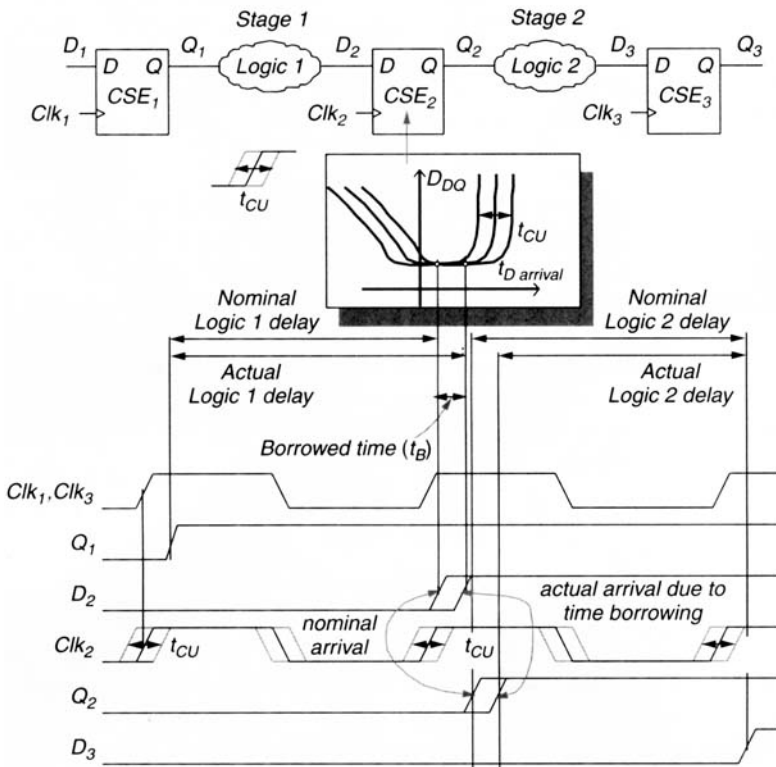 Stage 1 Stage 2
D1 Q1 D2 Q2 D3 Q3
D Q Logic 1 D Q Logic 2 D Q
CSE1 CSE2 CSE3
Clk1 Clk2 Clk3
tCU
DDQ
tCU
tD arrival
Nominal
Logic 1 delay
Nominal
Logic 2 delay
Actual
Logic 1 delay
Actual
Logic 2 delay
Borrowed time (tB)
Clk1,Clk3
Q1
D2
actual arrival due to
time borrowing
nominal
arrival
Clk2 tCU tCU
Q2
D3